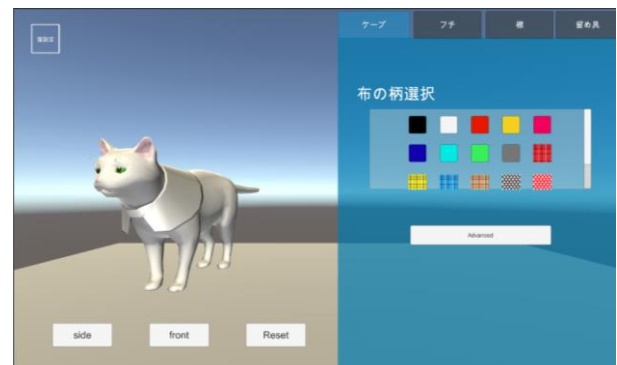 ケープ
フチ
襟
留め具
布の柄選択
Advanced
side
front
Reset